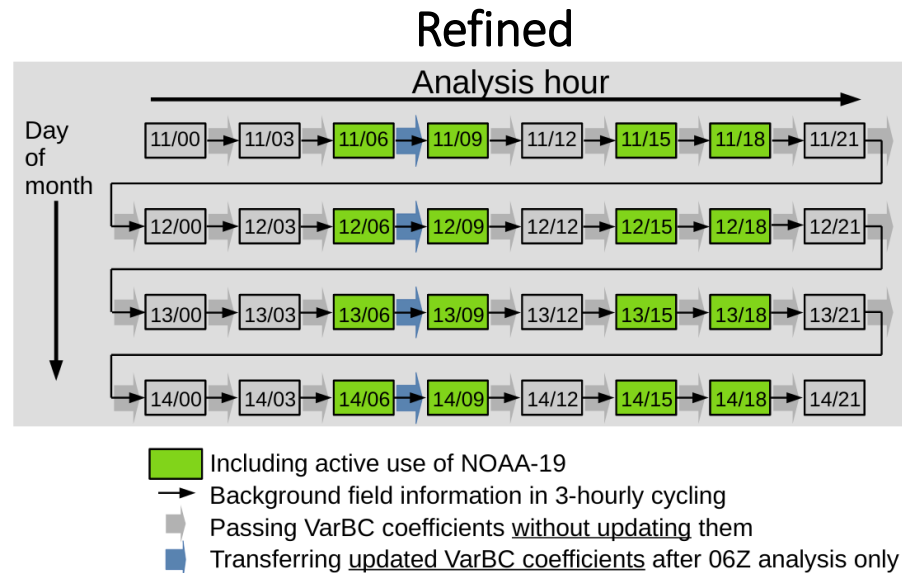 Refined
Analysis hour
Day
of
month
11/00 11/03 11/06 11/09 11/12 11/15 11/18 11/21
12/00 12/03 12/06 12/09 12/12 12/15 12/18 12/21
13/00 13/03 13/06 13/09 13/12 13/15 13/18 13/21
14/00 14/03 14/06 14/09 14/12 14/15 14/18 14/21
Including active use of NOAA-19
Background field information in 3-hourly cycling
Passing VarBC coefficients without updating them
Transferring updated VarBC coefficients after 06Z analysis only